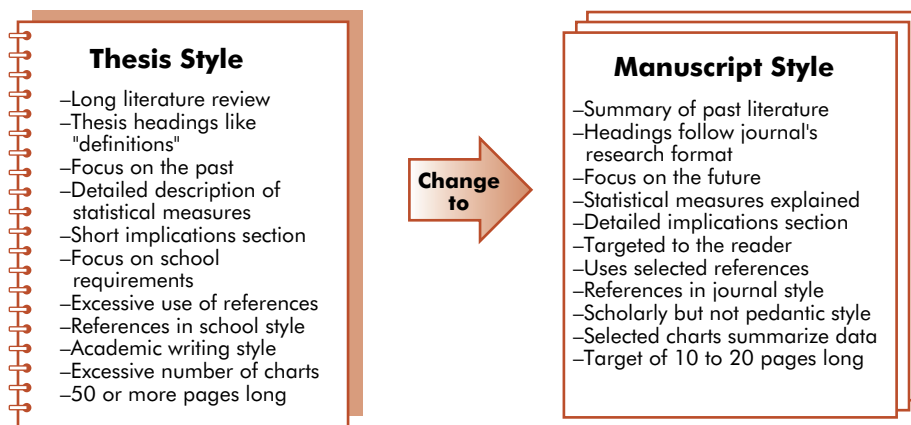 Thesis Style
–Long literature review
–Thesis headings like
"definitions"
–Focus on the past
–Detailed description of
statistical measures
–Short implications section
–Focus on school
requirements
–Excessive use of references
–References in school style
–Academic writing style
–Excessive number of charts
–50 or more pages long
Change
to
Manuscript Style
–Summary of past literature
–Headings follow journal's
research format
–Focus on the future
–Statistical measures explained
–Detailed implications section
–Targeted to the reader
–Uses selected references
–References in journal style
–Scholarly but not pedantic style
–Selected charts summarize data
–Target of 10 to 20 pages long